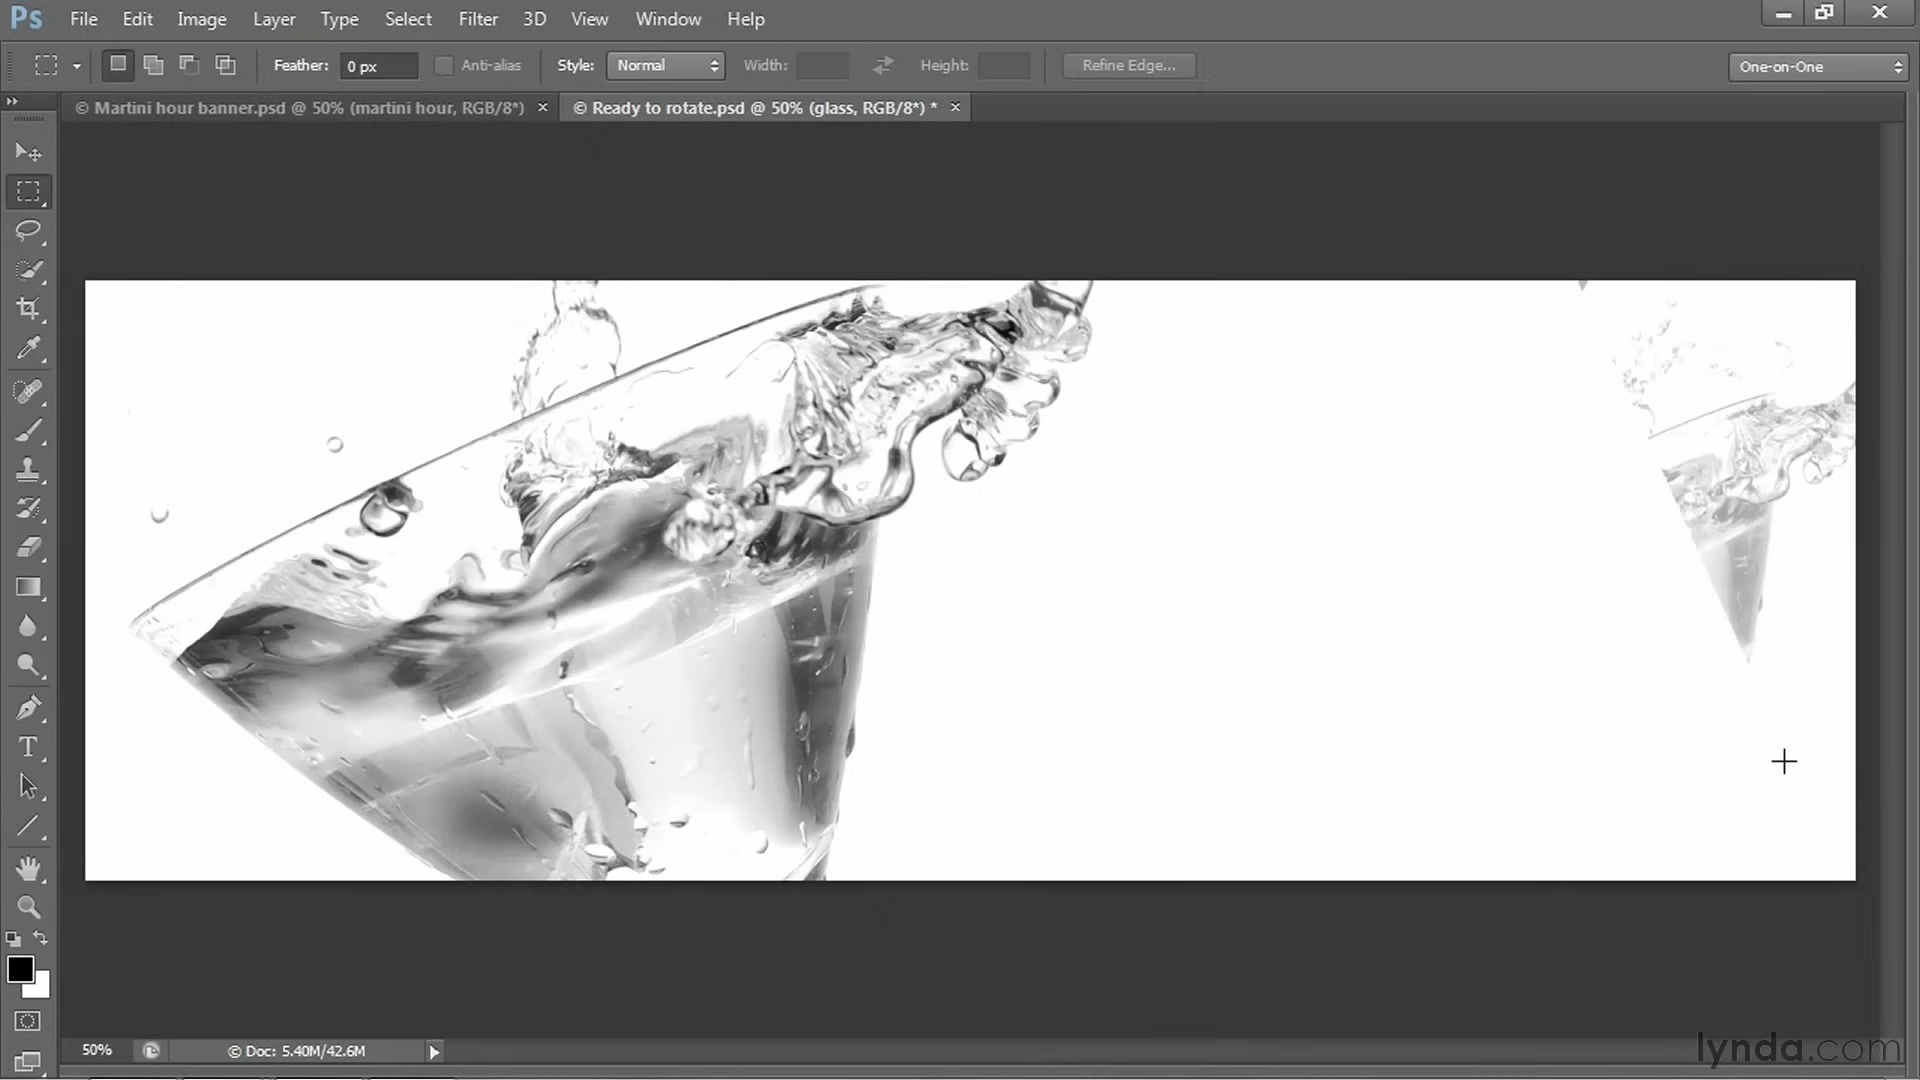 Ps File Edit Image Layer Type Select Filter 3D View Window Help
Feather: 0 px Anti-alias Style: Normal Width: Height: Refine Edge... One-on-One
© Martini hour banner.psd @ 50% (martini hour, RGB/8*) × © Ready to rotate.psd @ 50% (glass, RGB/8*) * ×
50% © Doc: 5.40M/42.6M
lynda.com